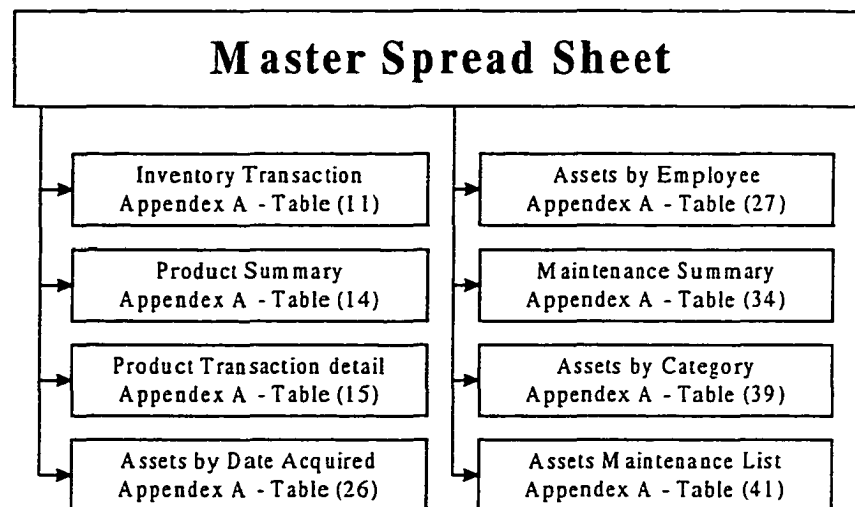 Master Spread Sheet
Inventory Transaction
Appendex A - Table (11)
Product Summary
Appendex A - Table (14)
Product Transaction detail
Appendex A - Table (15)
Assets by Date Acquired
Appendex A - Table (26)
Assets by Employee
Appendex A - Table (27)
Maintenance Summary
Appendex A - Table (34)
Assets by Category
Appendex A - Table (39)
Assets Maintenance List
Appendex A - Table (41)